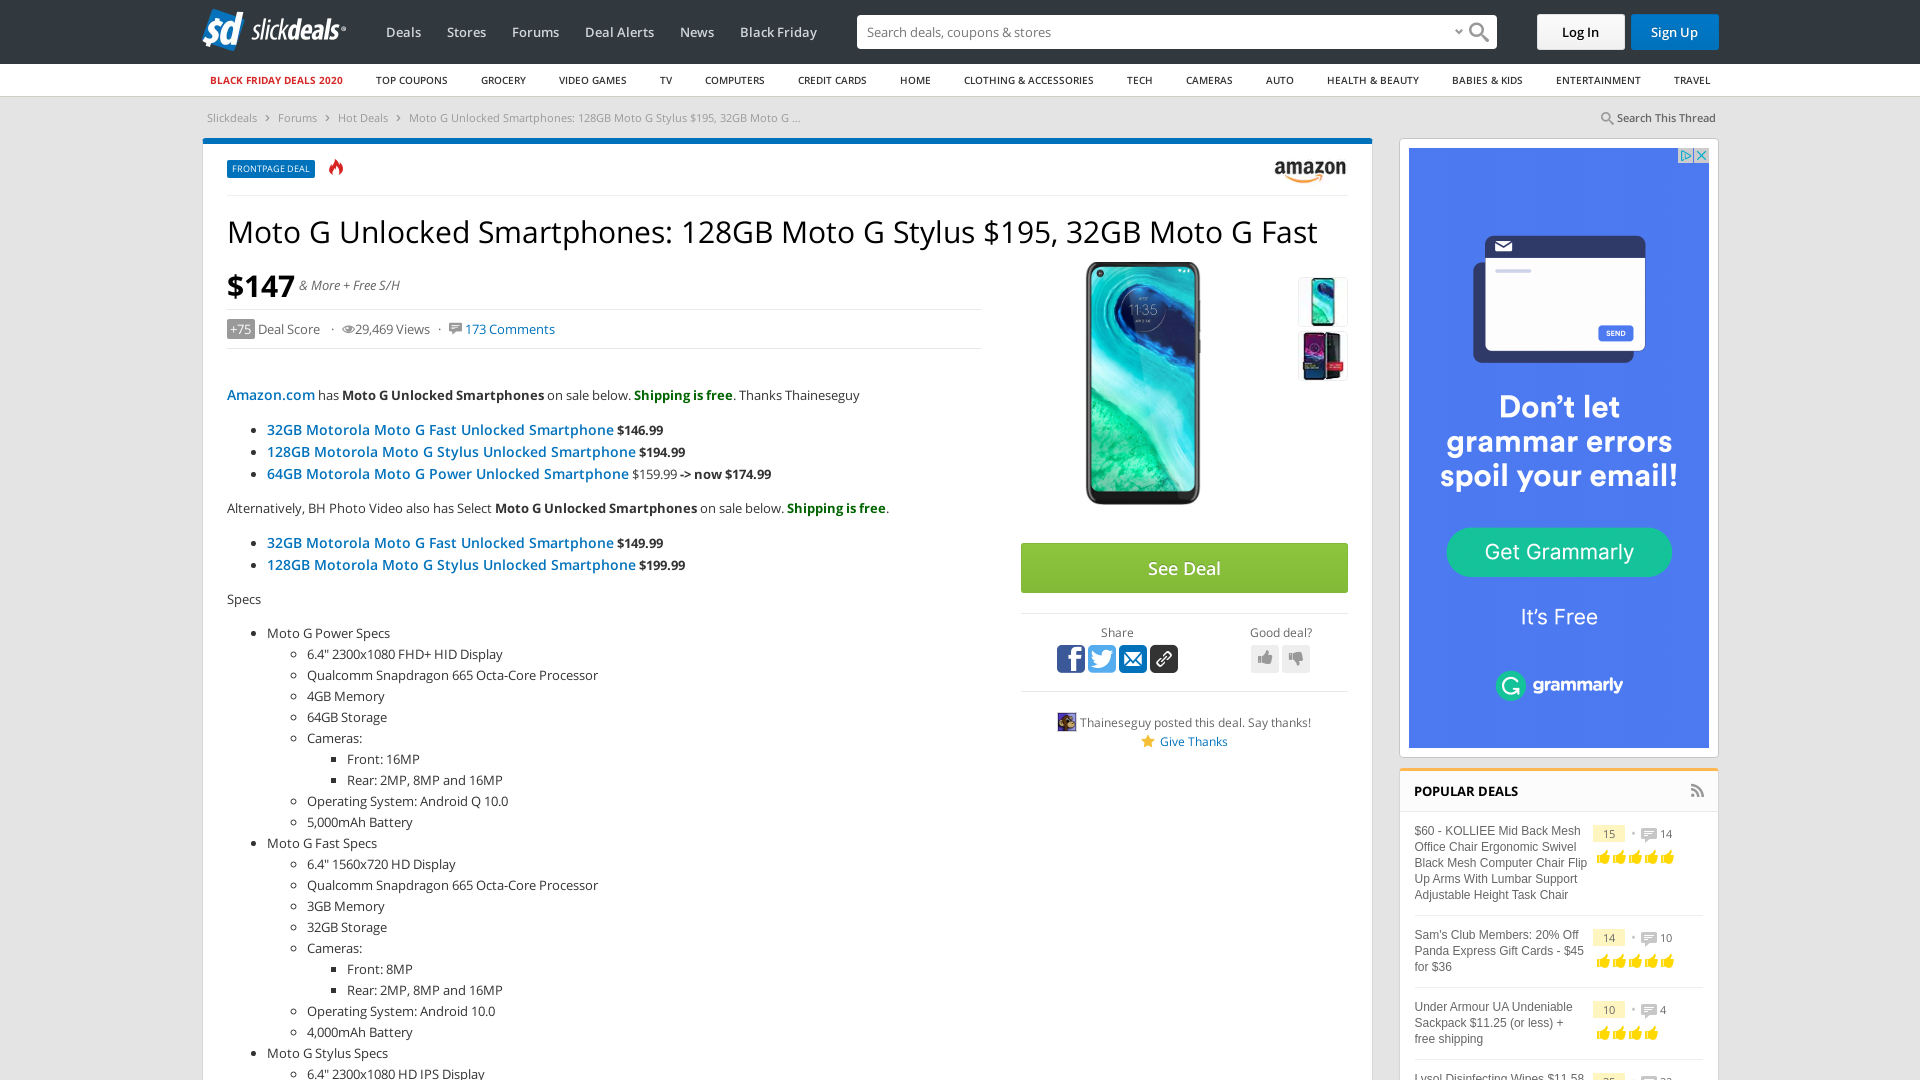 sd slickdeals
Deals Stores Forums Deal Alerts News Black Friday
Search deals, coupons & stores
Log In
Sign Up
BLACK FRIDAY DEALS 2020 TOP COUPONS GROCERY VIDEO GAMES TV COMPUTERS CREDIT CARDS HOME CLOTHING & ACCESSORIES TECH CAMERAS AUTO HEALTH & BEAUTY BABIES & KIDS ENTERTAINMENT TRAVEL
Slickdeals › Forums › Hot Deals › Moto G Unlocked Smartphones: 128GB Moto G Stylus $195, 32GB Moto G ...
Search This Thread
FRONTPAGE DEAL
amazon
Moto G Unlocked Smartphones: 128GB Moto G Stylus $195, 32GB Moto G Fast
$147 & More + Free S/H
+75 Deal Score · 29,469 Views · 173 Comments
Amazon.com has Moto G Unlocked Smartphones on sale below. Shipping is free. Thanks Thaineseguy
• 32GB Motorola Moto G Fast Unlocked Smartphone $146.99
• 128GB Motorola Moto G Stylus Unlocked Smartphone $194.99
• 64GB Motorola Moto G Power Unlocked Smartphone $159.99 -> now $174.99
Alternatively, BH Photo Video also has Select Moto G Unlocked Smartphones on sale below. Shipping is free.
• 32GB Motorola Moto G Fast Unlocked Smartphone $149.99
• 128GB Motorola Moto G Stylus Unlocked Smartphone $199.99
Specs
• Moto G Power Specs
6.4" 2300x1080 FHD+ HID Display
Qualcomm Snapdragon 665 Octa-Core Processor
4GB Memory
64GB Storage
Cameras:
Front: 16MP
Rear: 2MP, 8MP and 16MP
Operating System: Android Q 10.0
5,000mAh Battery
• Moto G Fast Specs
6.4" 1560x720 HD Display
Qualcomm Snapdragon 665 Octa-Core Processor
3GB Memory
32GB Storage
Cameras:
Front: 8MP
Rear: 2MP, 8MP and 16MP
Operating System: Android 10.0
4,000mAh Battery
• Moto G Stylus Specs
6.4" 2300x1080 HD IPS Display
11:35
See Deal
Share
Good deal?
Thaineseguy posted this deal. Say thanks!
Give Thanks
SEND
Don't let
grammar errors
spoil your email!
Get Grammarly
It's Free
grammarly
POPULAR DEALS
$60 - KOLLIEE Mid Back Mesh
Office Chair Ergonomic Swivel
Black Mesh Computer Chair Flip
Up Arms With Lumbar Support
Adjustable Height Task Chair
15 • 14
Sam's Club Members: 20% Off
Panda Express Gift Cards - $45
for $36
14 • 10
Under Armour UA Undeniable
Sackpack $11.25 (or less) +
free shipping
10 • 4
Lysol Disinfecting Wipes $11.58